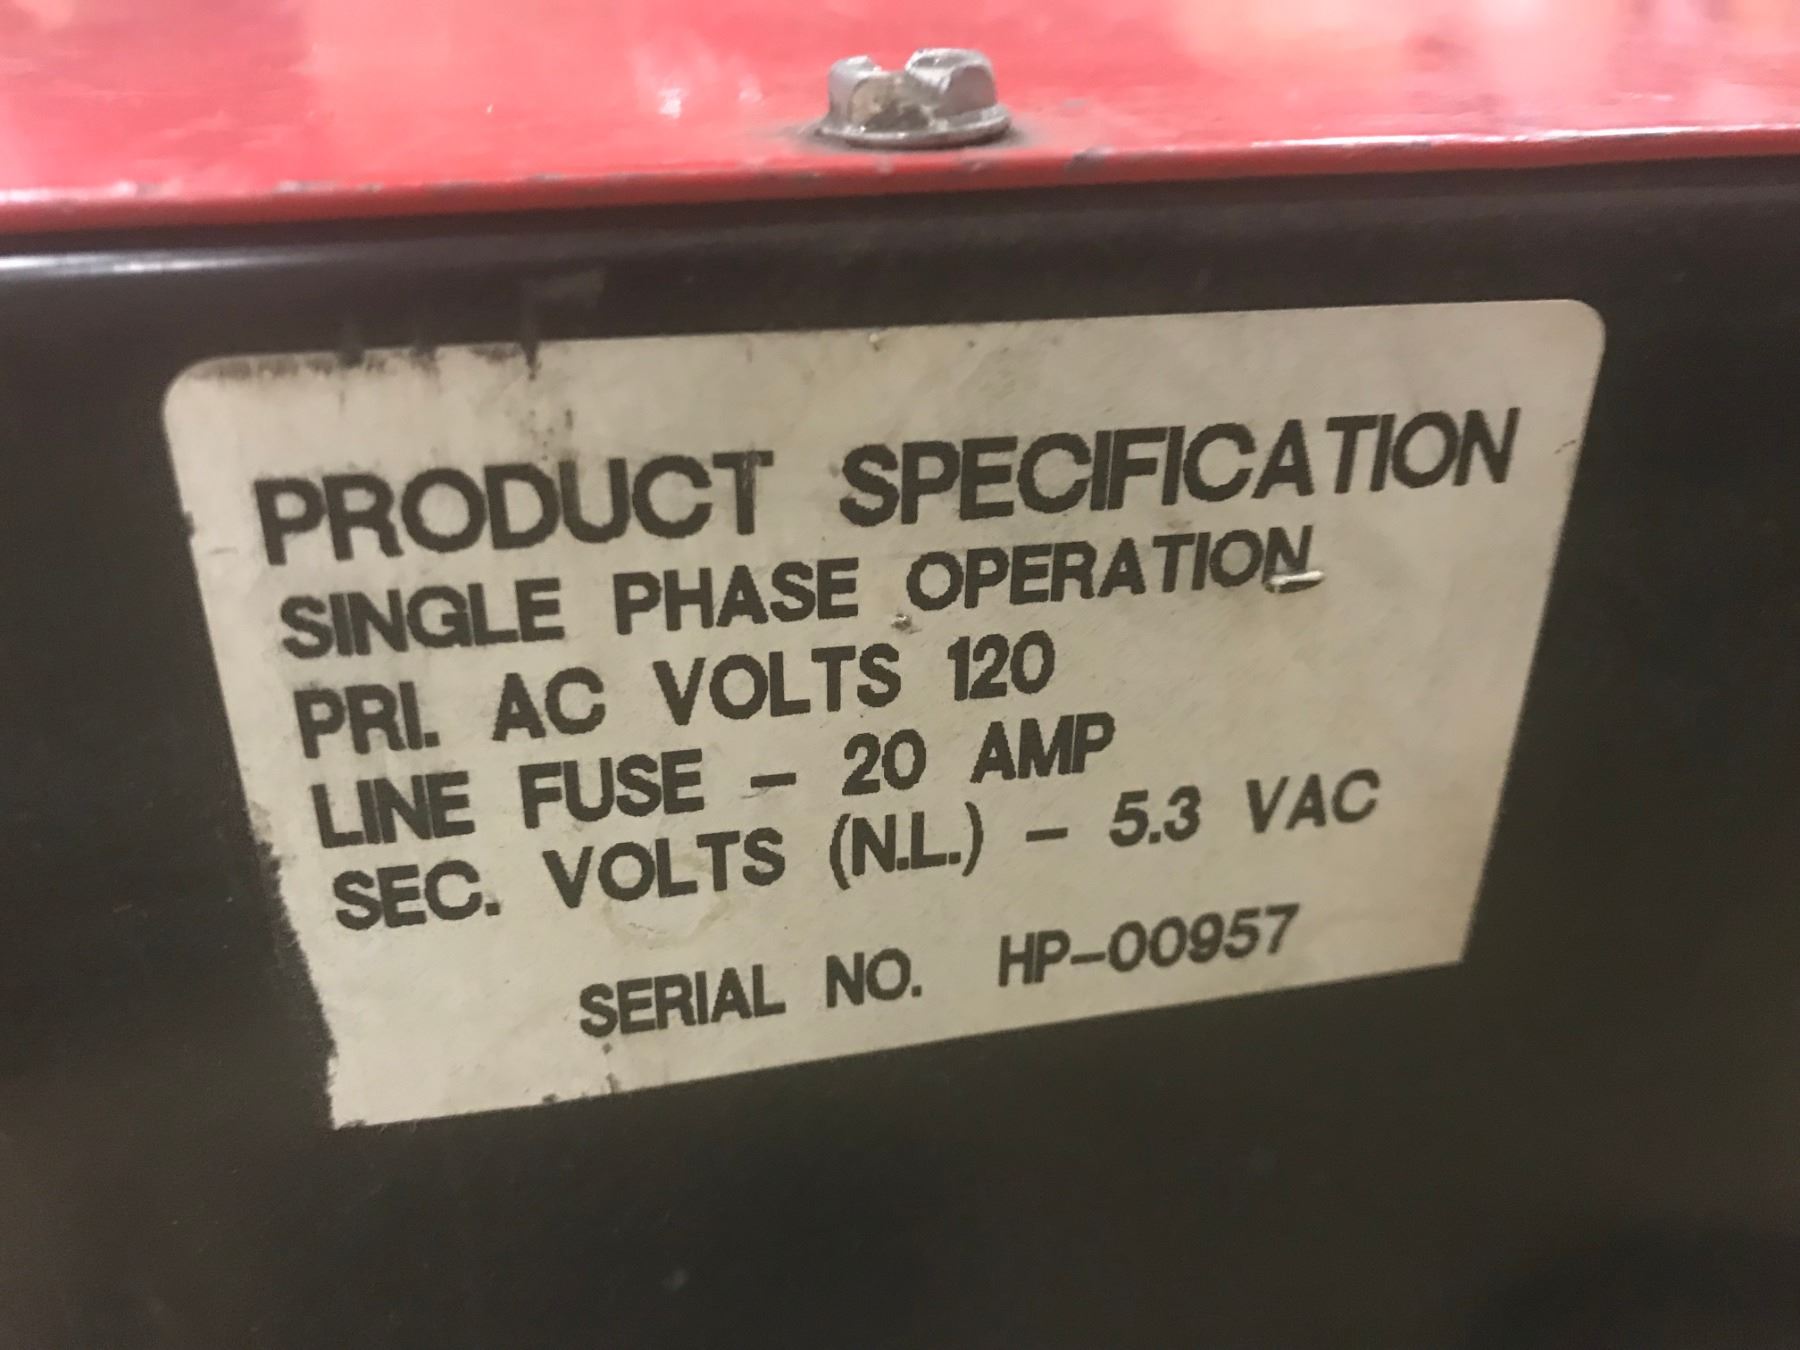 PRODUCT SPECIFICATION
SINGLE PHASE OPERATION
PRI. AC VOLTS 120
LINE FUSE - 20 AMP
SEC. VOLTS (N.L.) - 5.3 VAC
SERIAL NO. HP-00957